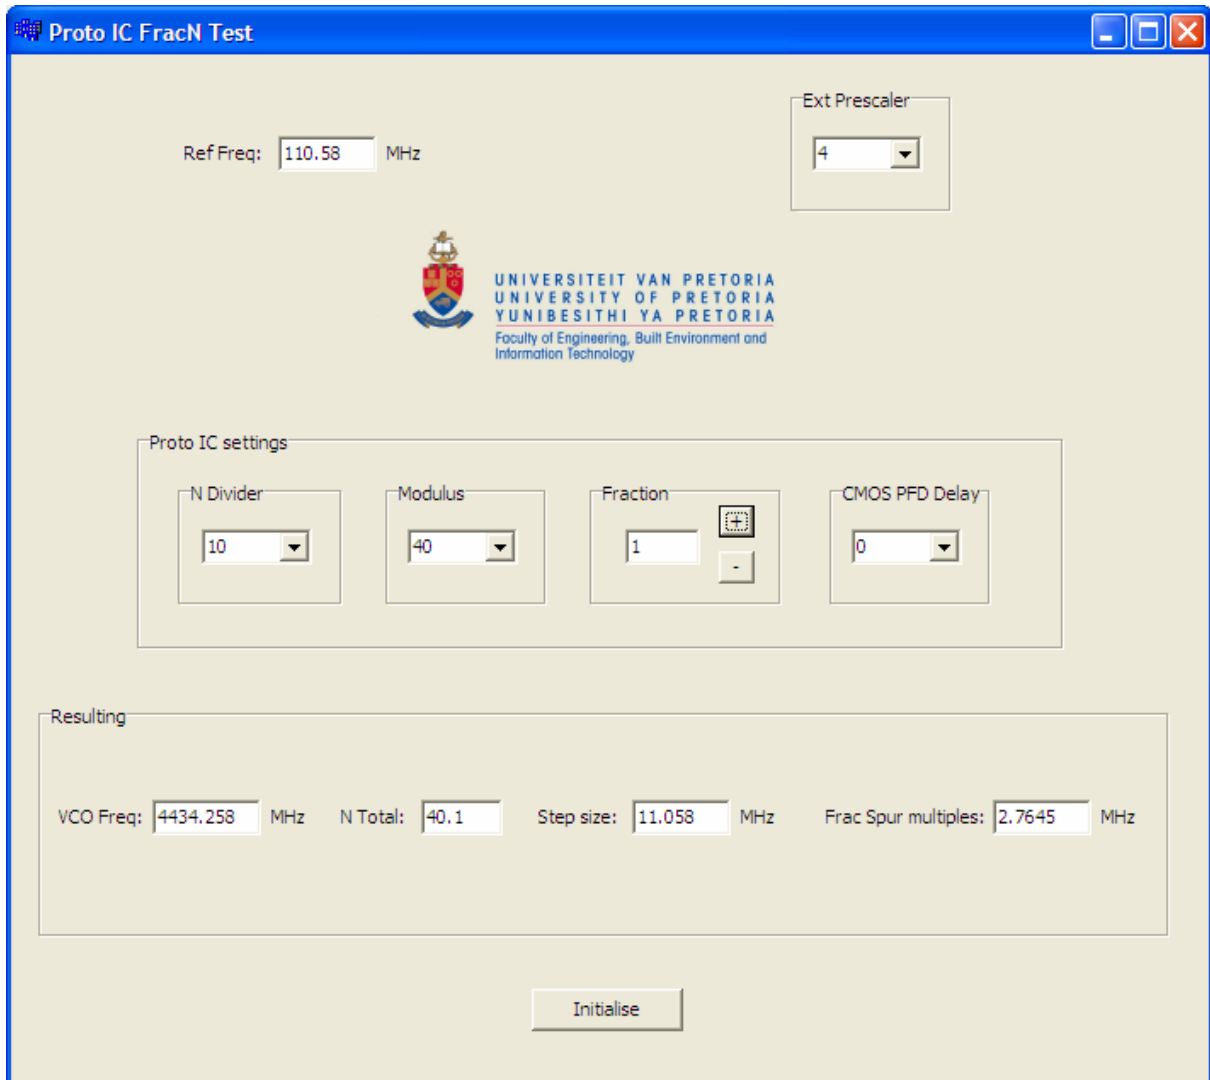 Proto IC FracN Test
Ext Prescaler
Ref Freq: 110.58 MHz
4
UNIVERSITEIT VAN PRETORIA
UNIVERSITY OF PRETORIA
YUNIBESITHI YA PRETORIA
Faculty of Engineering, Built Environment and
Information Technology
Proto IC settings
N Divider Modulus Fraction CMOS PFD Delay
+
10 40 1 0
-
Resulting
VCO Freq: 4434.258 MHz N Total: 40.1 Step size: 11.058 MHz Frac Spur multiples: 2.7645 MHz
Initialise